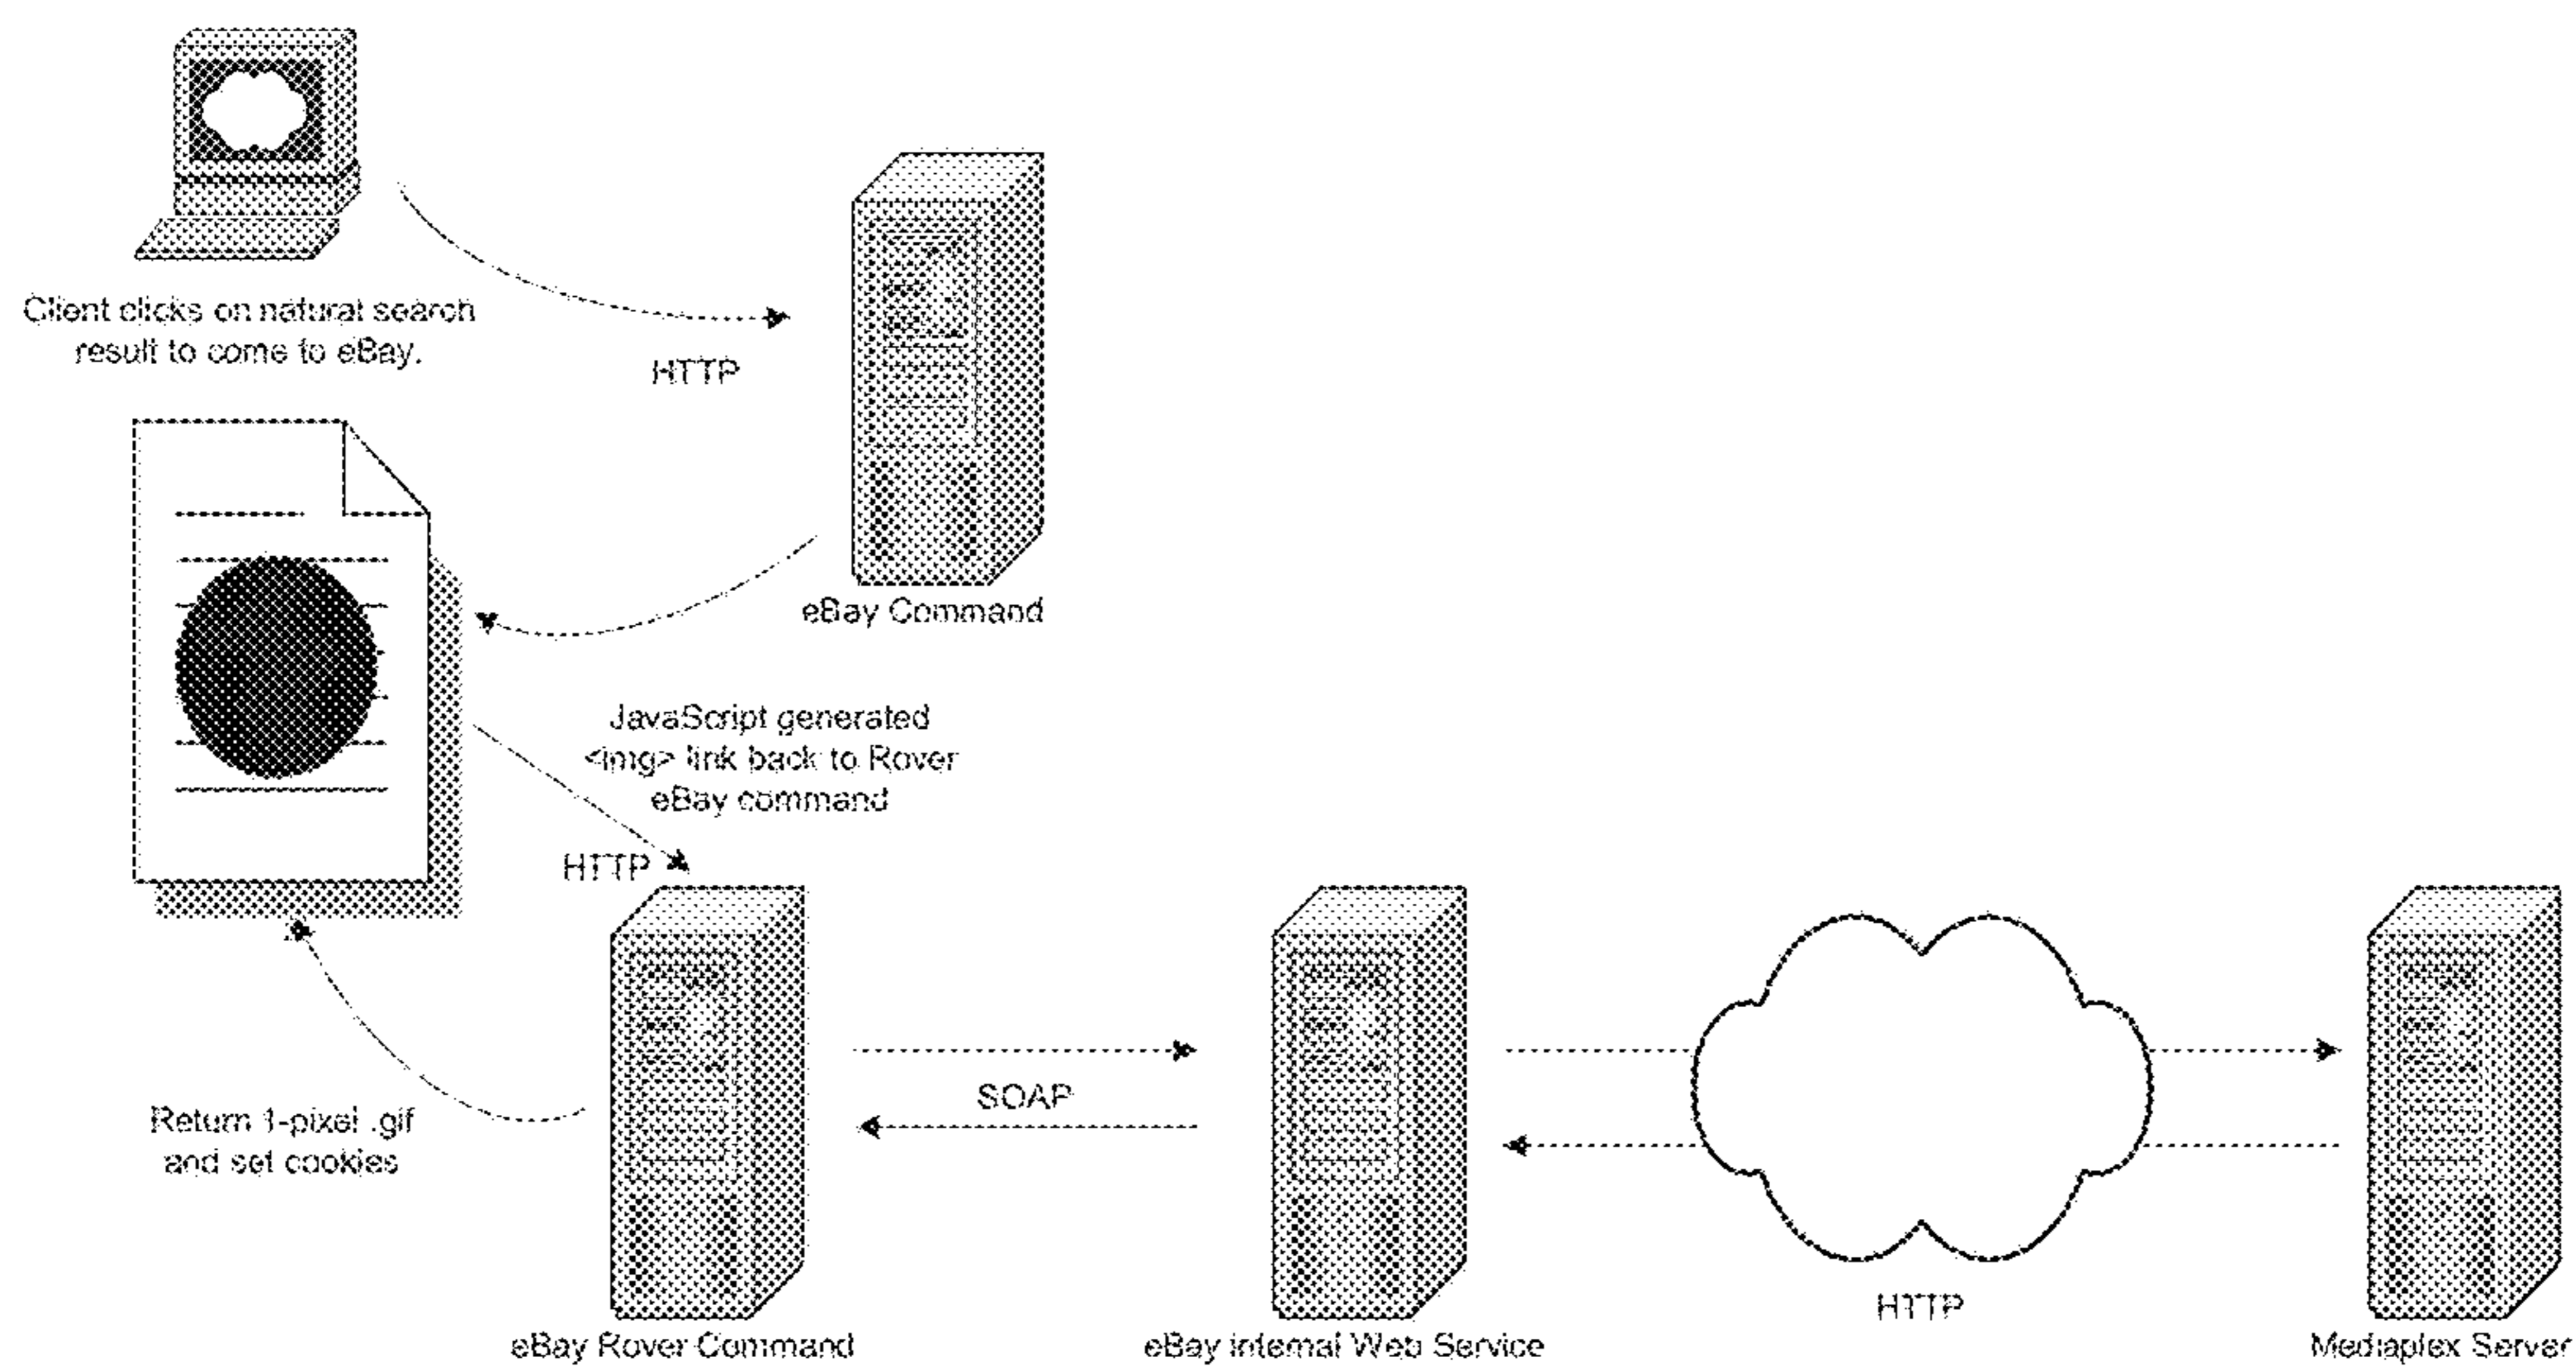 Client clicks on natural search
result to come to eBay.
HTTP
eBay Command
JavaScript generated
<img> link back to Rover
eBay command
HTTP
Return 1-pixel .gif
and set cookies
SOAP
HTTP
eBay Rover Command
eBay Internal Web Service
Mediaplex Server